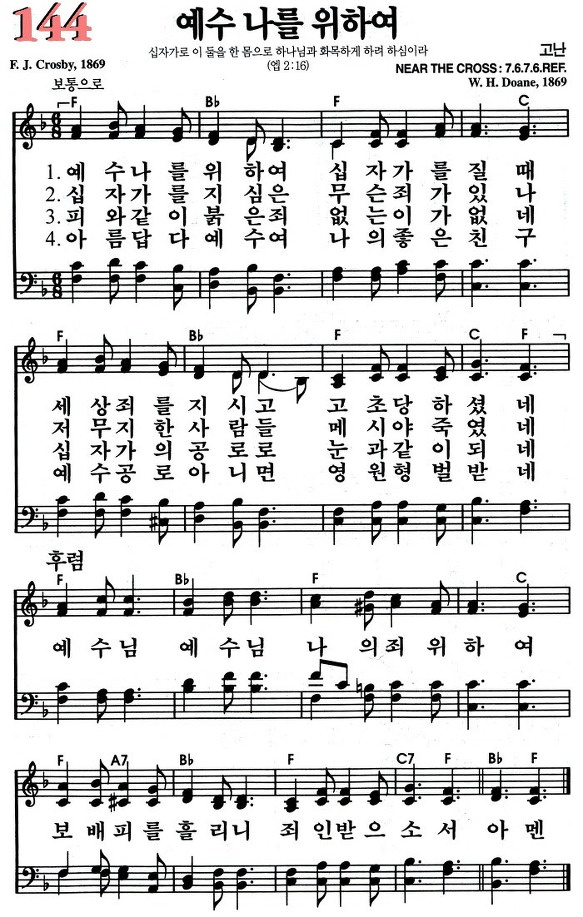 144
예수 나를 위하여
십자가로 이 둘을 한 몸으로 하나님과 화목하게 하려 하심이라
(엡 2:16)
고난
F. J. Crosby, 1869
NEAR THE CROSS: 7.6.7.6.REF.
W. H. Doane, 1869
보통으로
F B♭ F C
1. 예 수 나 를 위 하여 십 자 가 를 질 때
2. 십 자 가 를 지 심은 무 슨 죄 가 있 나
3. 피 와 같 이 붉 은죄 없 는 이 가 없 네
4. 아 름 답 다 예 수여 나 의 좋 은 친 구
F B♭ F C F
세 상 죄 를 지 시 고 고 초 당 하 셨 네
저 무 지 한 사 람 들 메 시 야 죽 였 네
십 자 가 의 공 로 로 눈 과 같 이 되 네
예 수 공 로 아 니 면 영 원 형 벌 받 네
후렴
F B♭ F C
예 수 님 예 수 님 나 의 죄 위 하 여
F A7 B♭ F C7 F B♭ F
보 배 피 를 흘 리 니 죄 인 받 으 소 서 아 멘